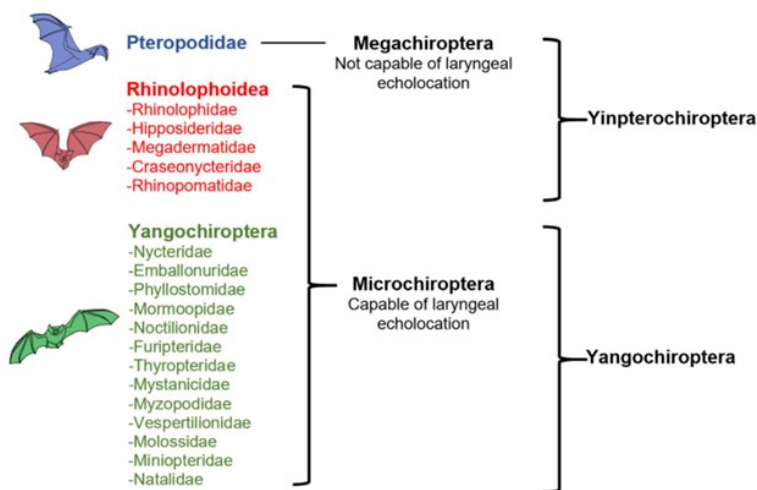 Pteropodidae
Megachiroptera
Not capable of laryngeal
echolocation
Rhinolophoidea
-Rhinolophidae
-Hipposideridae
-Megadermatidae
-Craseonycteridae
-Rhinopomatidae
Yinpterochiroptera
Yangochiroptera
-Nycteridae
-Emballonuridae
-Phyllostomidae
-Mormoopidae
-Noctilionidae
-Furipteridae
-Thyropteridae
-Mystanicidae
-Myzopodidae
-Vespertilionidae
-Molossidae
-Miniopteridae
-Natalidae
Microchiroptera
Capable of laryngeal
echolocation
Yangochiroptera